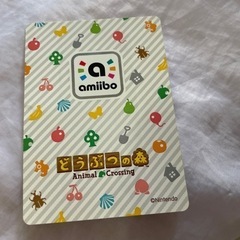 a
amiibo
どうぶつの森
Animal Crossing
©Nintendo